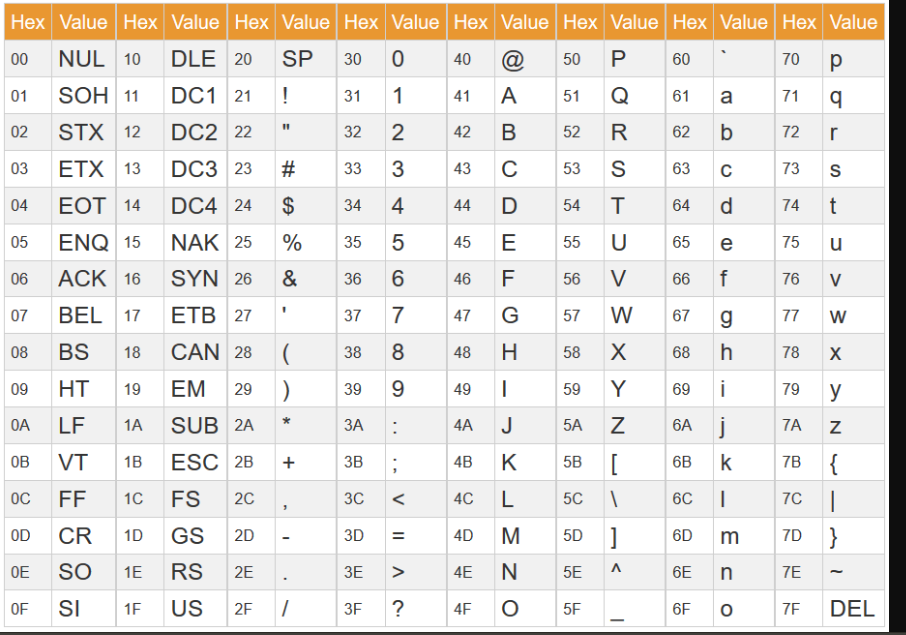 Hex Value Hex Value Hex Value Hex Value Hex Value Hex Value Hex Value Hex Value
00 NUL 10 DLE 20 SP 30 0 40 @ 50 P 60 ` 70 p
01 SOH 11 DC1 21 ! 31 1 41 A 51 Q 61 a 71 q
02 STX 12 DC2 22 " 32 2 42 B 52 R 62 b 72 r
03 ETX 13 DC3 23 # 33 3 43 C 53 S 63 c 73 s
04 EOT 14 DC4 24 $ 34 4 44 D 54 T 64 d 74 t
05 ENQ 15 NAK 25 % 35 5 45 E 55 U 65 e 75 u
06 ACK 16 SYN 26 & 36 6 46 F 56 V 66 f 76 v
07 BEL 17 ETB 27 ' 37 7 47 G 57 W 67 g 77 w
08 BS 18 CAN 28 ( 38 8 48 H 58 X 68 h 78 x
09 HT 19 EM 29 ) 39 9 49 I 59 Y 69 i 79 y
0A LF 1A SUB 2A * 3A : 4A J 5A Z 6A j 7A z
0B VT 1B ESC 2B + 3B ; 4B K 5B [ 6B k 7B {
0C FF 1C FS 2C , 3C < 4C L 5C \ 6C l 7C |
0D CR 1D GS 2D - 3D = 4D M 5D ] 6D m 7D }
0E SO 1E RS 2E . 3E > 4E N 5E ^ 6E n 7E ~
0F SI 1F US 2F / 3F ? 4F O 5F _ 6F o 7F DEL